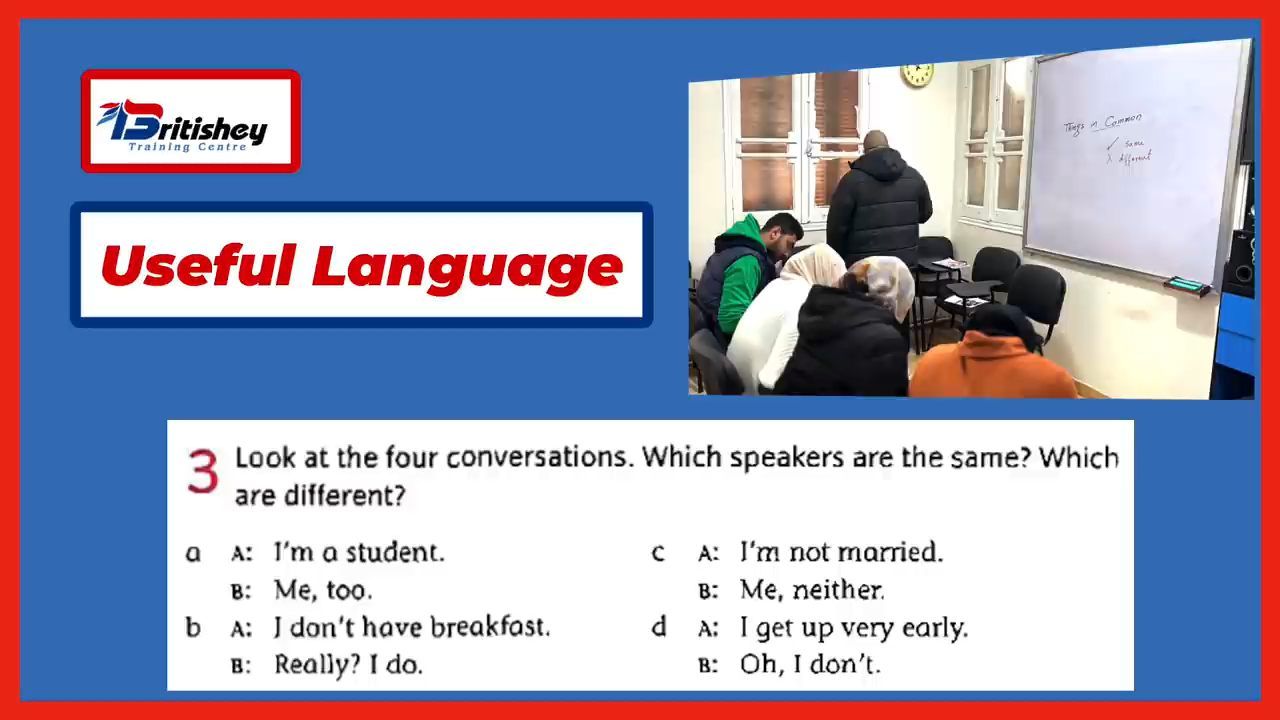 Britishey
Training Centre
Useful Language
Things in Common
✓ same
X different
3 Look at the four conversations. Which speakers are the same? Which
are different?
a A: I'm a student.
B: Me, too.
b A: I don't have breakfast.
B: Really? I do.
c A: I'm not married.
B: Me, neither.
d A: I get up very early.
B: Oh, I don't.